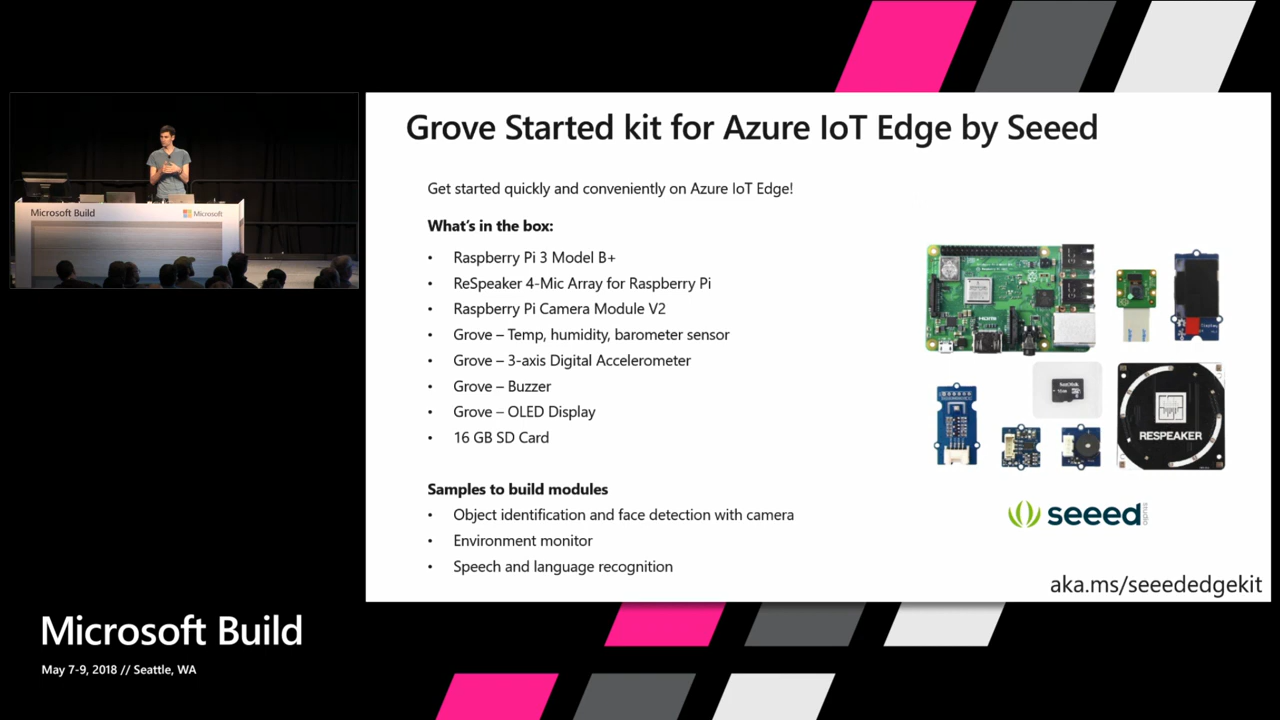 Grove Started kit for Azure IoT Edge by Seeed
Get started quickly and conveniently on Azure IoT Edge!
What's in the box:
• Raspberry Pi 3 Model B+
• ReSpeaker 4-Mic Array for Raspberry Pi
• Raspberry Pi Camera Module V2
• Grove – Temp, humidity, barometer sensor
• Grove – 3-axis Digital Accelerometer
• Grove – Buzzer
• Grove – OLED Display
• 16 GB SD Card
Samples to build modules
• Object identification and face detection with camera
• Environment monitor
• Speech and language recognition
HDMI
RESPEAKER
seeed
studio
aka.ms/seeededgekit
Microsoft Build
Microsoft
Microsoft Build
May 7-9, 2018 // Seattle, WA